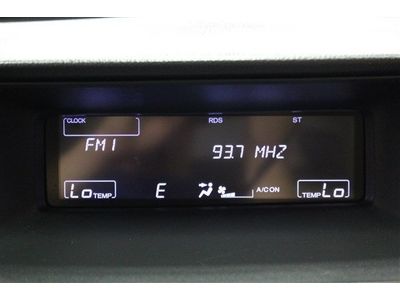 CLOCK RDS ST
FM1 93.7 MHZ
Lo TEMP E A/C ON TEMP Lo